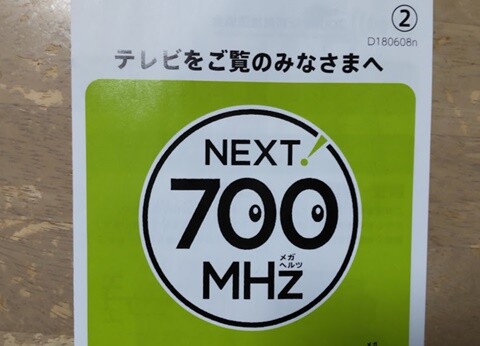 ②
D180608n
テレビをご覧のみなさまへ
NEXT!
700
メガ
ヘルツ
MHz